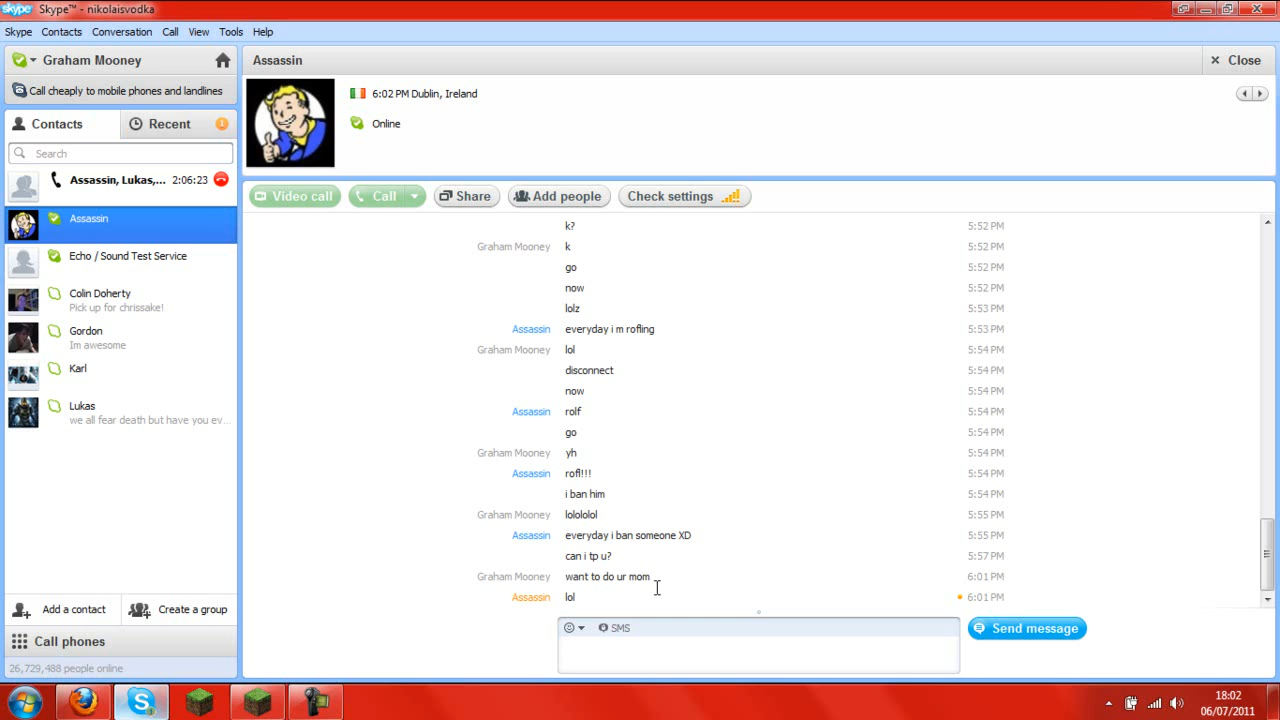 Skype™ - nikolaisvodka
Skype Contacts Conversation Call View Tools Help
Graham Mooney
Call cheaply to mobile phones and landlines
Contacts
Recent 1
Search
Assassin, Lukas,... 2:06:23
Assassin
Echo / Sound Test Service
Colin Doherty
Pick up for chrissake!
Gordon
Im awesome
Karl
Lukas
we all fear death but have you ev...
Add a contact
Create a group
Call phones
26,729,488 people online
Assassin
Close
6:02 PM Dublin, Ireland
Online
Video call
Call
Share
Add people
Check settings
k? 5:52 PM
Graham Mooney k 5:52 PM
go 5:52 PM
now 5:52 PM
lolz 5:53 PM
Assassin everyday i m rofling 5:53 PM
Graham Mooney lol 5:54 PM
disconnect 5:54 PM
now 5:54 PM
Assassin rolf 5:54 PM
go 5:54 PM
Graham Mooney yh 5:54 PM
Assassin rofl!!! 5:54 PM
i ban him 5:54 PM
Graham Mooney lolololol 5:55 PM
Assassin everyday i ban someone XD 5:55 PM
can i tp u? 5:57 PM
Graham Mooney want to do ur mom 6:01 PM
Assassin lol 6:01 PM
SMS
Send message
18:02
06/07/2011